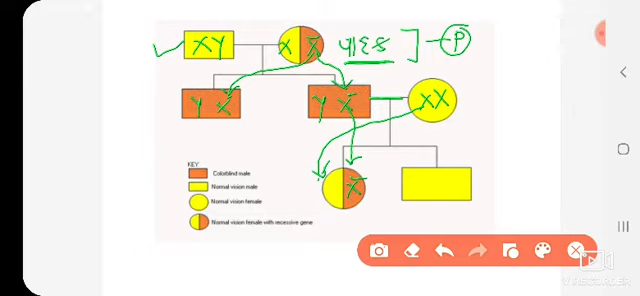 XY X X̅ YES P
Y X̅ Y X̅ XX
X̅
KEY
Colorblind male
Normal vision male
Normal vision female
Normal vision female with recessive gene